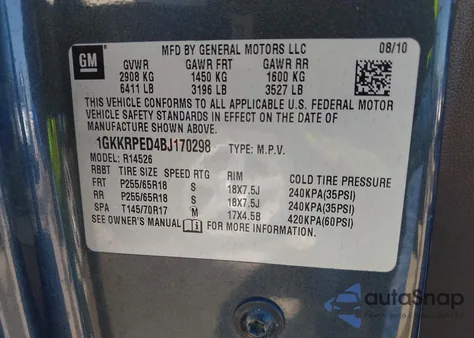 GM MFD BY GENERAL MOTORS LLC 08/10
GVWR GAWR FRT GAWR RR
2908 KG 1450 KG 1600 KG
6411 LB 3196 LB 3527 LB
THIS VEHICLE CONFORMS TO ALL APPLICABLE U.S. FEDERAL MOTOR
VEHICLE SAFETY STANDARDS IN EFFECT ON THE DATE OF
MANUFACTURE SHOWN ABOVE.
1GKKRPED4BJ170298 TYPE: M.P.V.
MODEL: R14526
RBBT TIRE SIZE SPEED RTG RIM COLD TIRE PRESSURE
FRT P255/65R18 S 18X7.5J 240KPA(35PSI)
RR P255/65R18 S 18X7.5J 240KPA(35PSI)
SPA T145/70R17 M 17X4.5B 420KPA(60PSI)
SEE OWNER'S MANUAL FOR MORE INFORMATION.
autoSnap